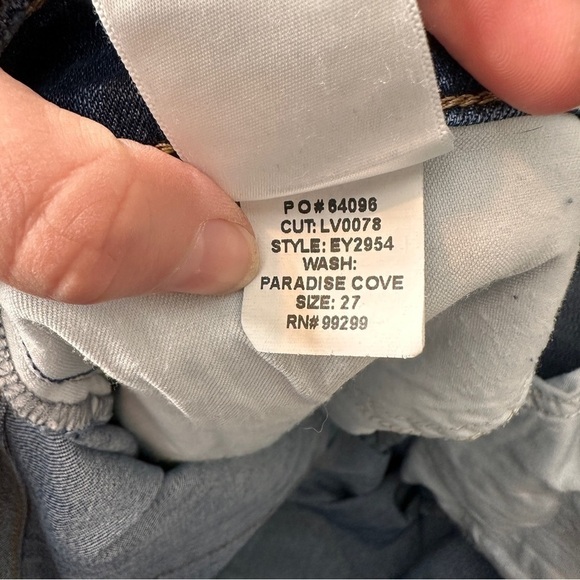 PO# 64096
CUT: LV0078
STYLE: EY2954
WASH:
PARADISE COVE
SIZE: 27
RN# 99299